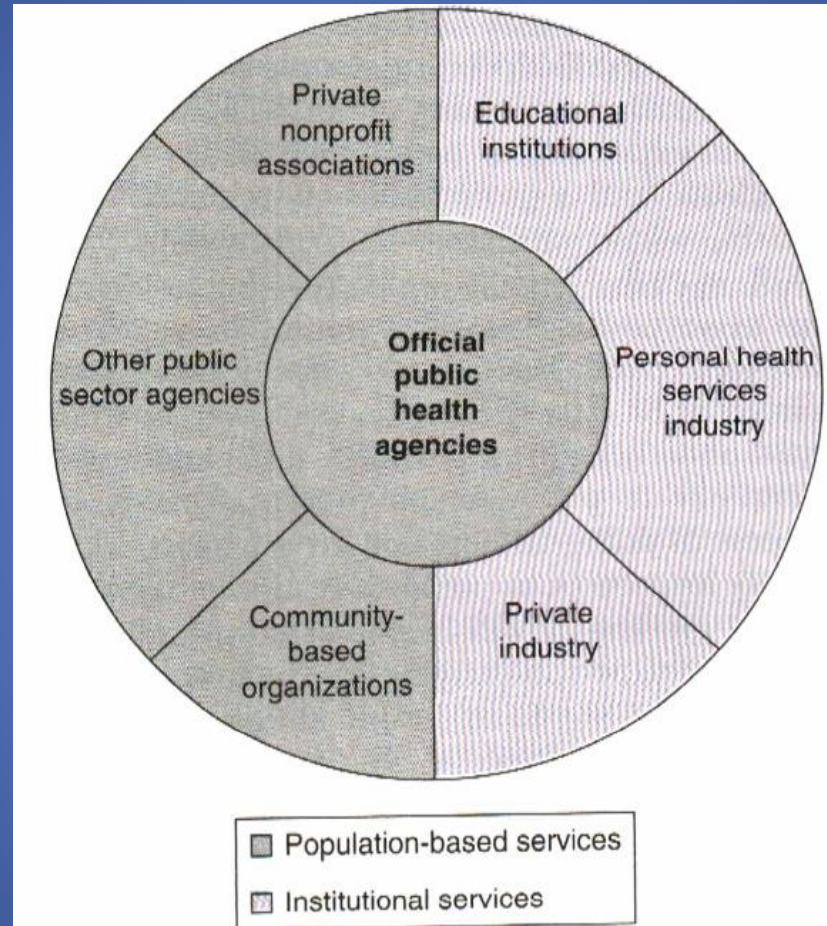 Private
nonprofit
associations
Educational
institutions
Other public
sector agencies
Official
public
health
agencies
Personal health
services
industry
Community-
based
organizations
Private
industry
Population-based services
Institutional services